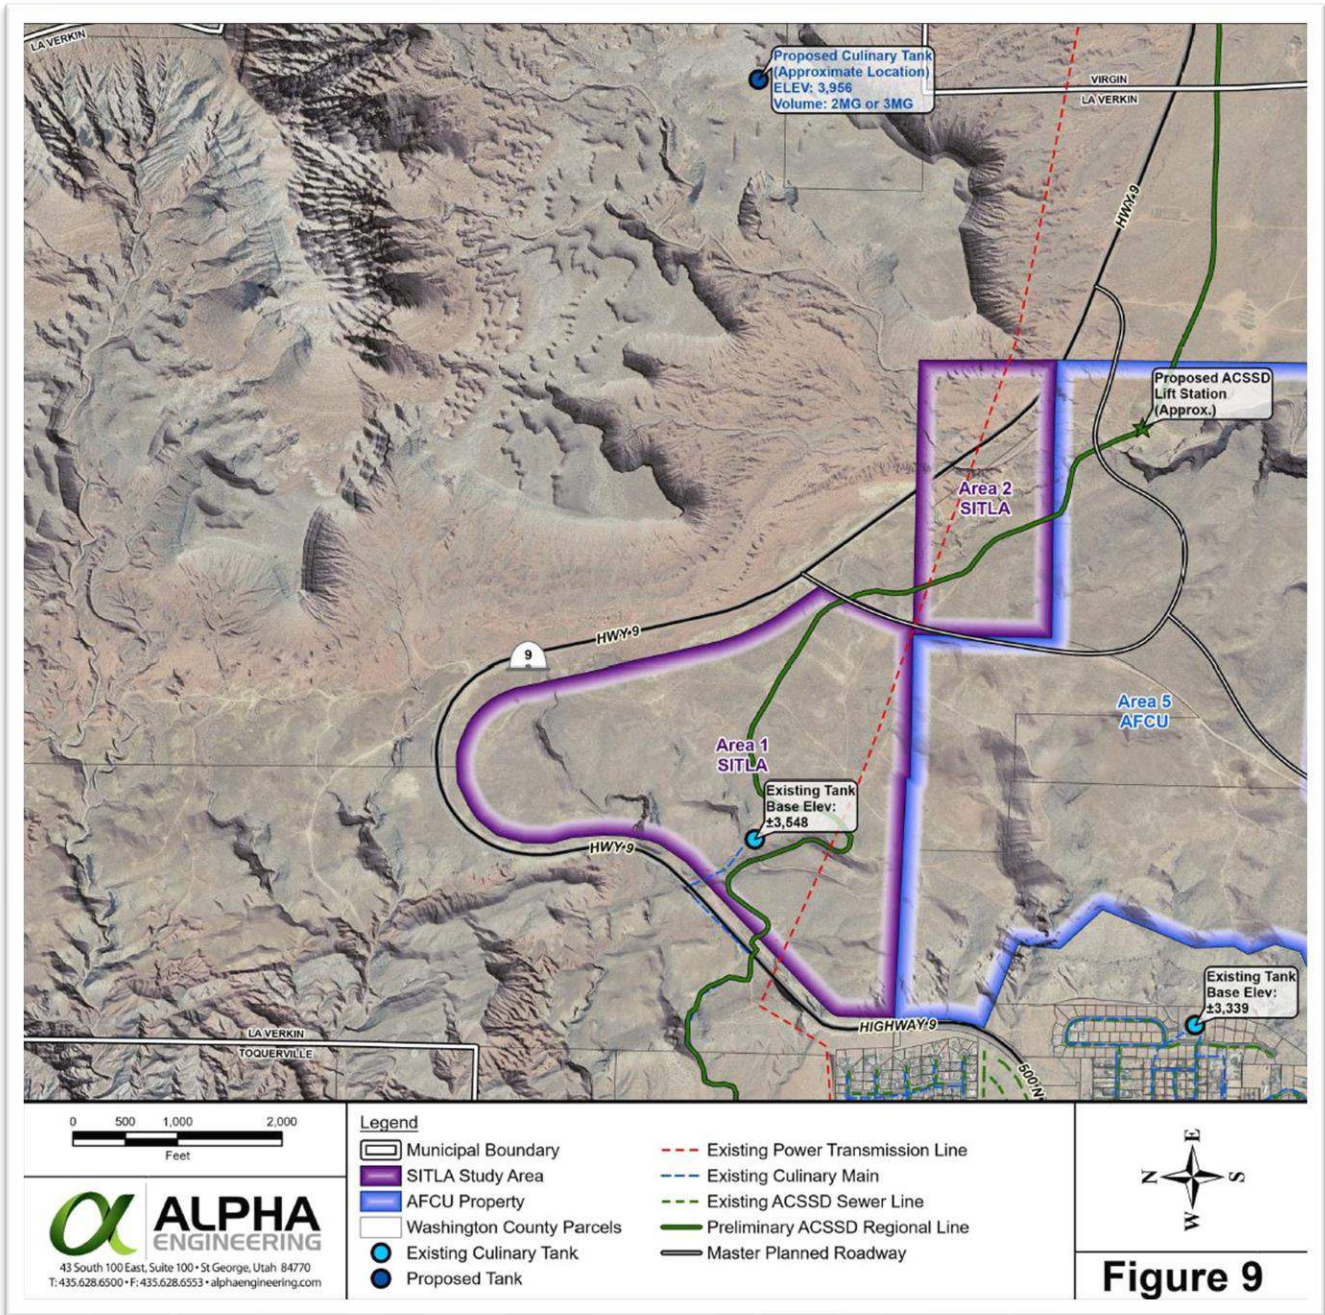 LA VERKIN
Proposed Culinary Tank
(Approximate Location)
ELEV: 3,956
Volume: 2MG or 3MG
VIRGIN
LA VERKIN
HWY 9
Proposed ACSSD
Lift Station
(Approx.)
Area 2
SITLA
HWY 9
9
Area 5
AFCU
Area 1
SITLA
Existing Tank
Base Elev:
±3,548
HWY 9
Existing Tank
Base Elev:
±3,339
HIGHWAY 9
500 N
LA VERKIN
TOQUERVILLE
0 500 1,000 2,000
Feet
ALPHA
ENGINEERING
43 South 100 East, Suite 100 • St George, Utah 84770
T: 435.628.6500 • F: 435.628.6553 • alphaengineering.com
Legend
Municipal Boundary
SITLA Study Area
AFCU Property
Washington County Parcels
Existing Culinary Tank
Proposed Tank
Existing Power Transmission Line
Existing Culinary Main
Existing ACSSD Sewer Line
Preliminary ACSSD Regional Line
Master Planned Roadway
E
N S
W
Figure 9